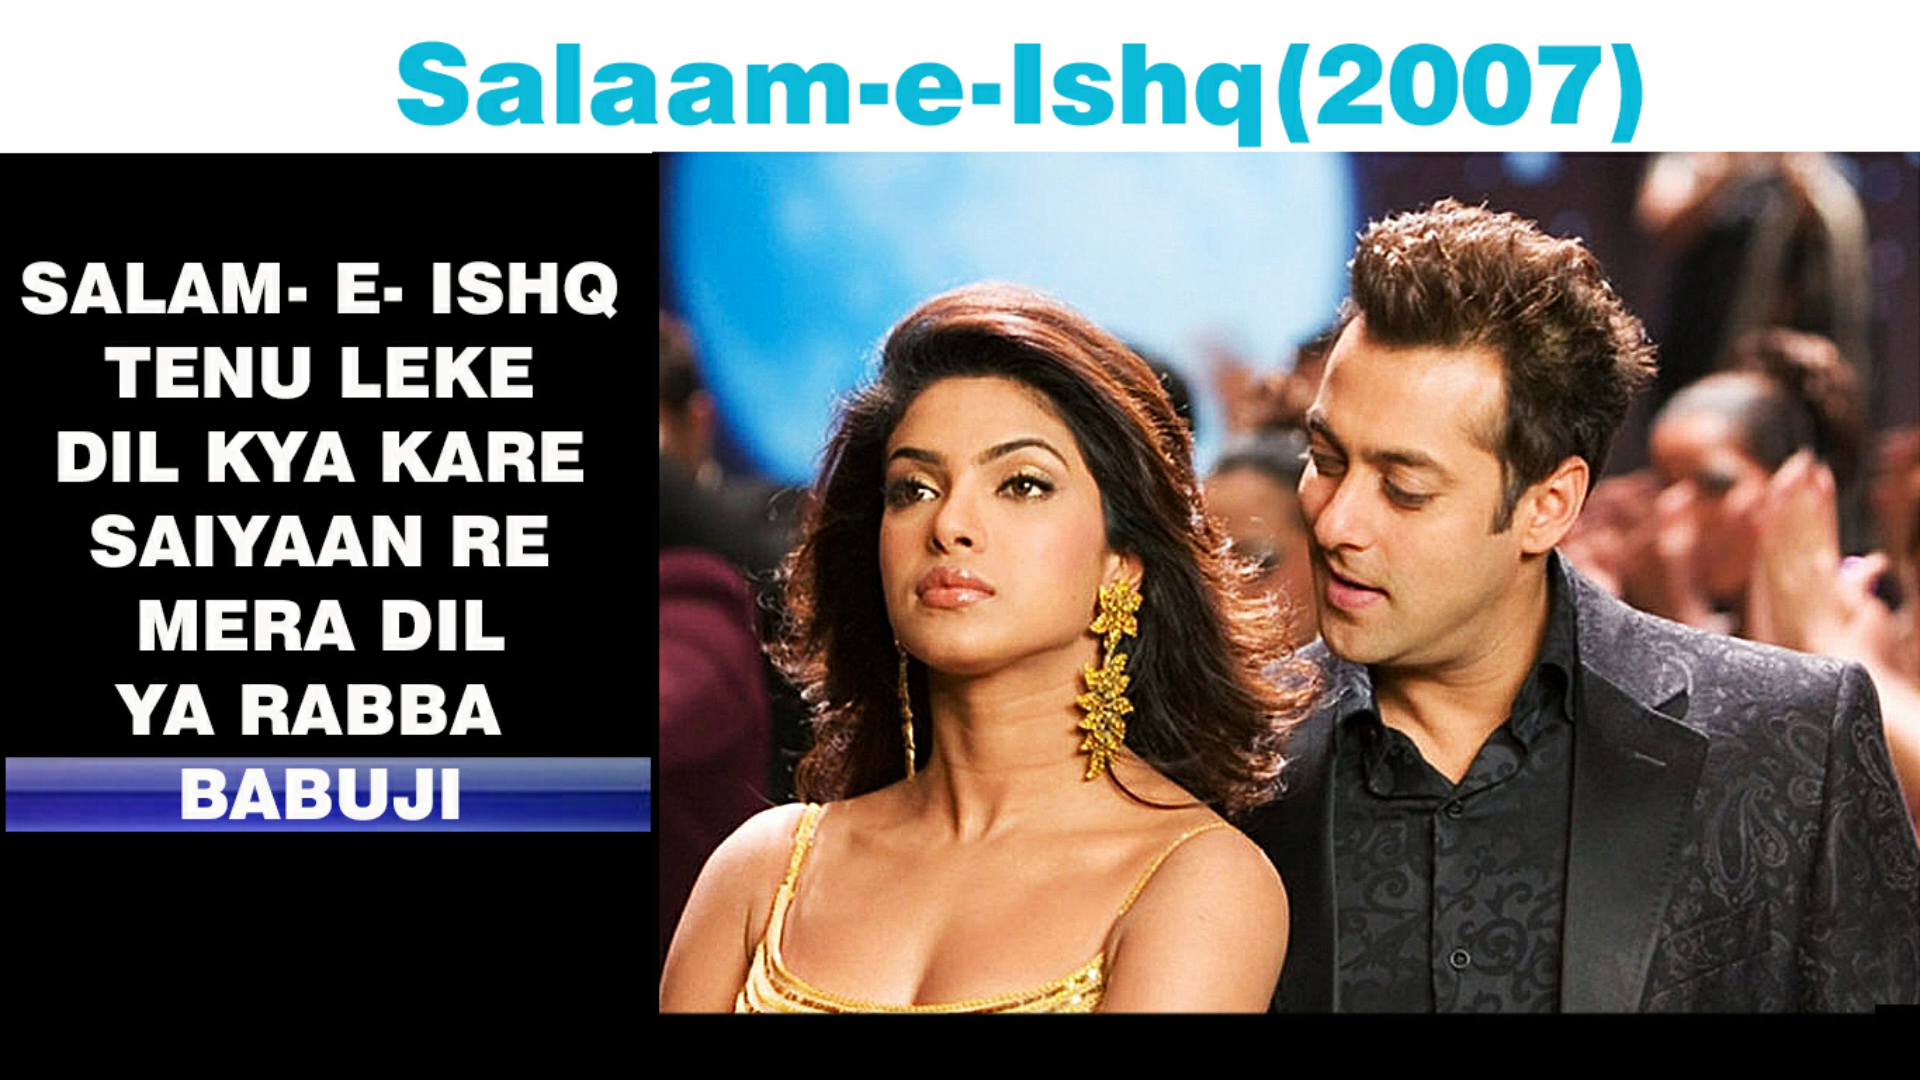 Salaam-e-Ishq(2007)
SALAM- E- ISHQ
TENU LEKE
DIL KYA KARE
SAIYAAN RE
MERA DIL
YA RABBA
BABUJI